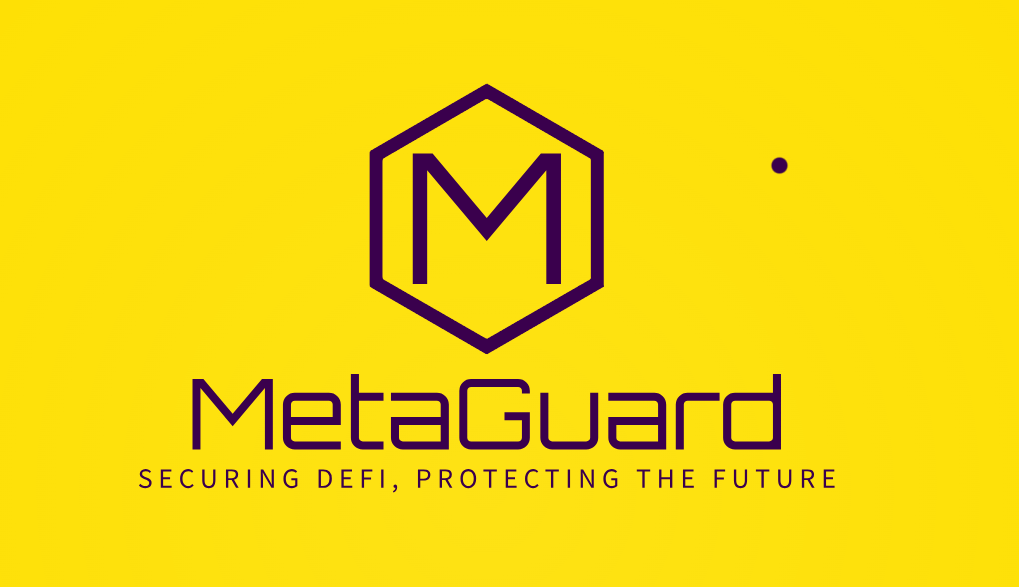 M
MetaGuard
SECURING DEFI, PROTECTING THE FUTURE